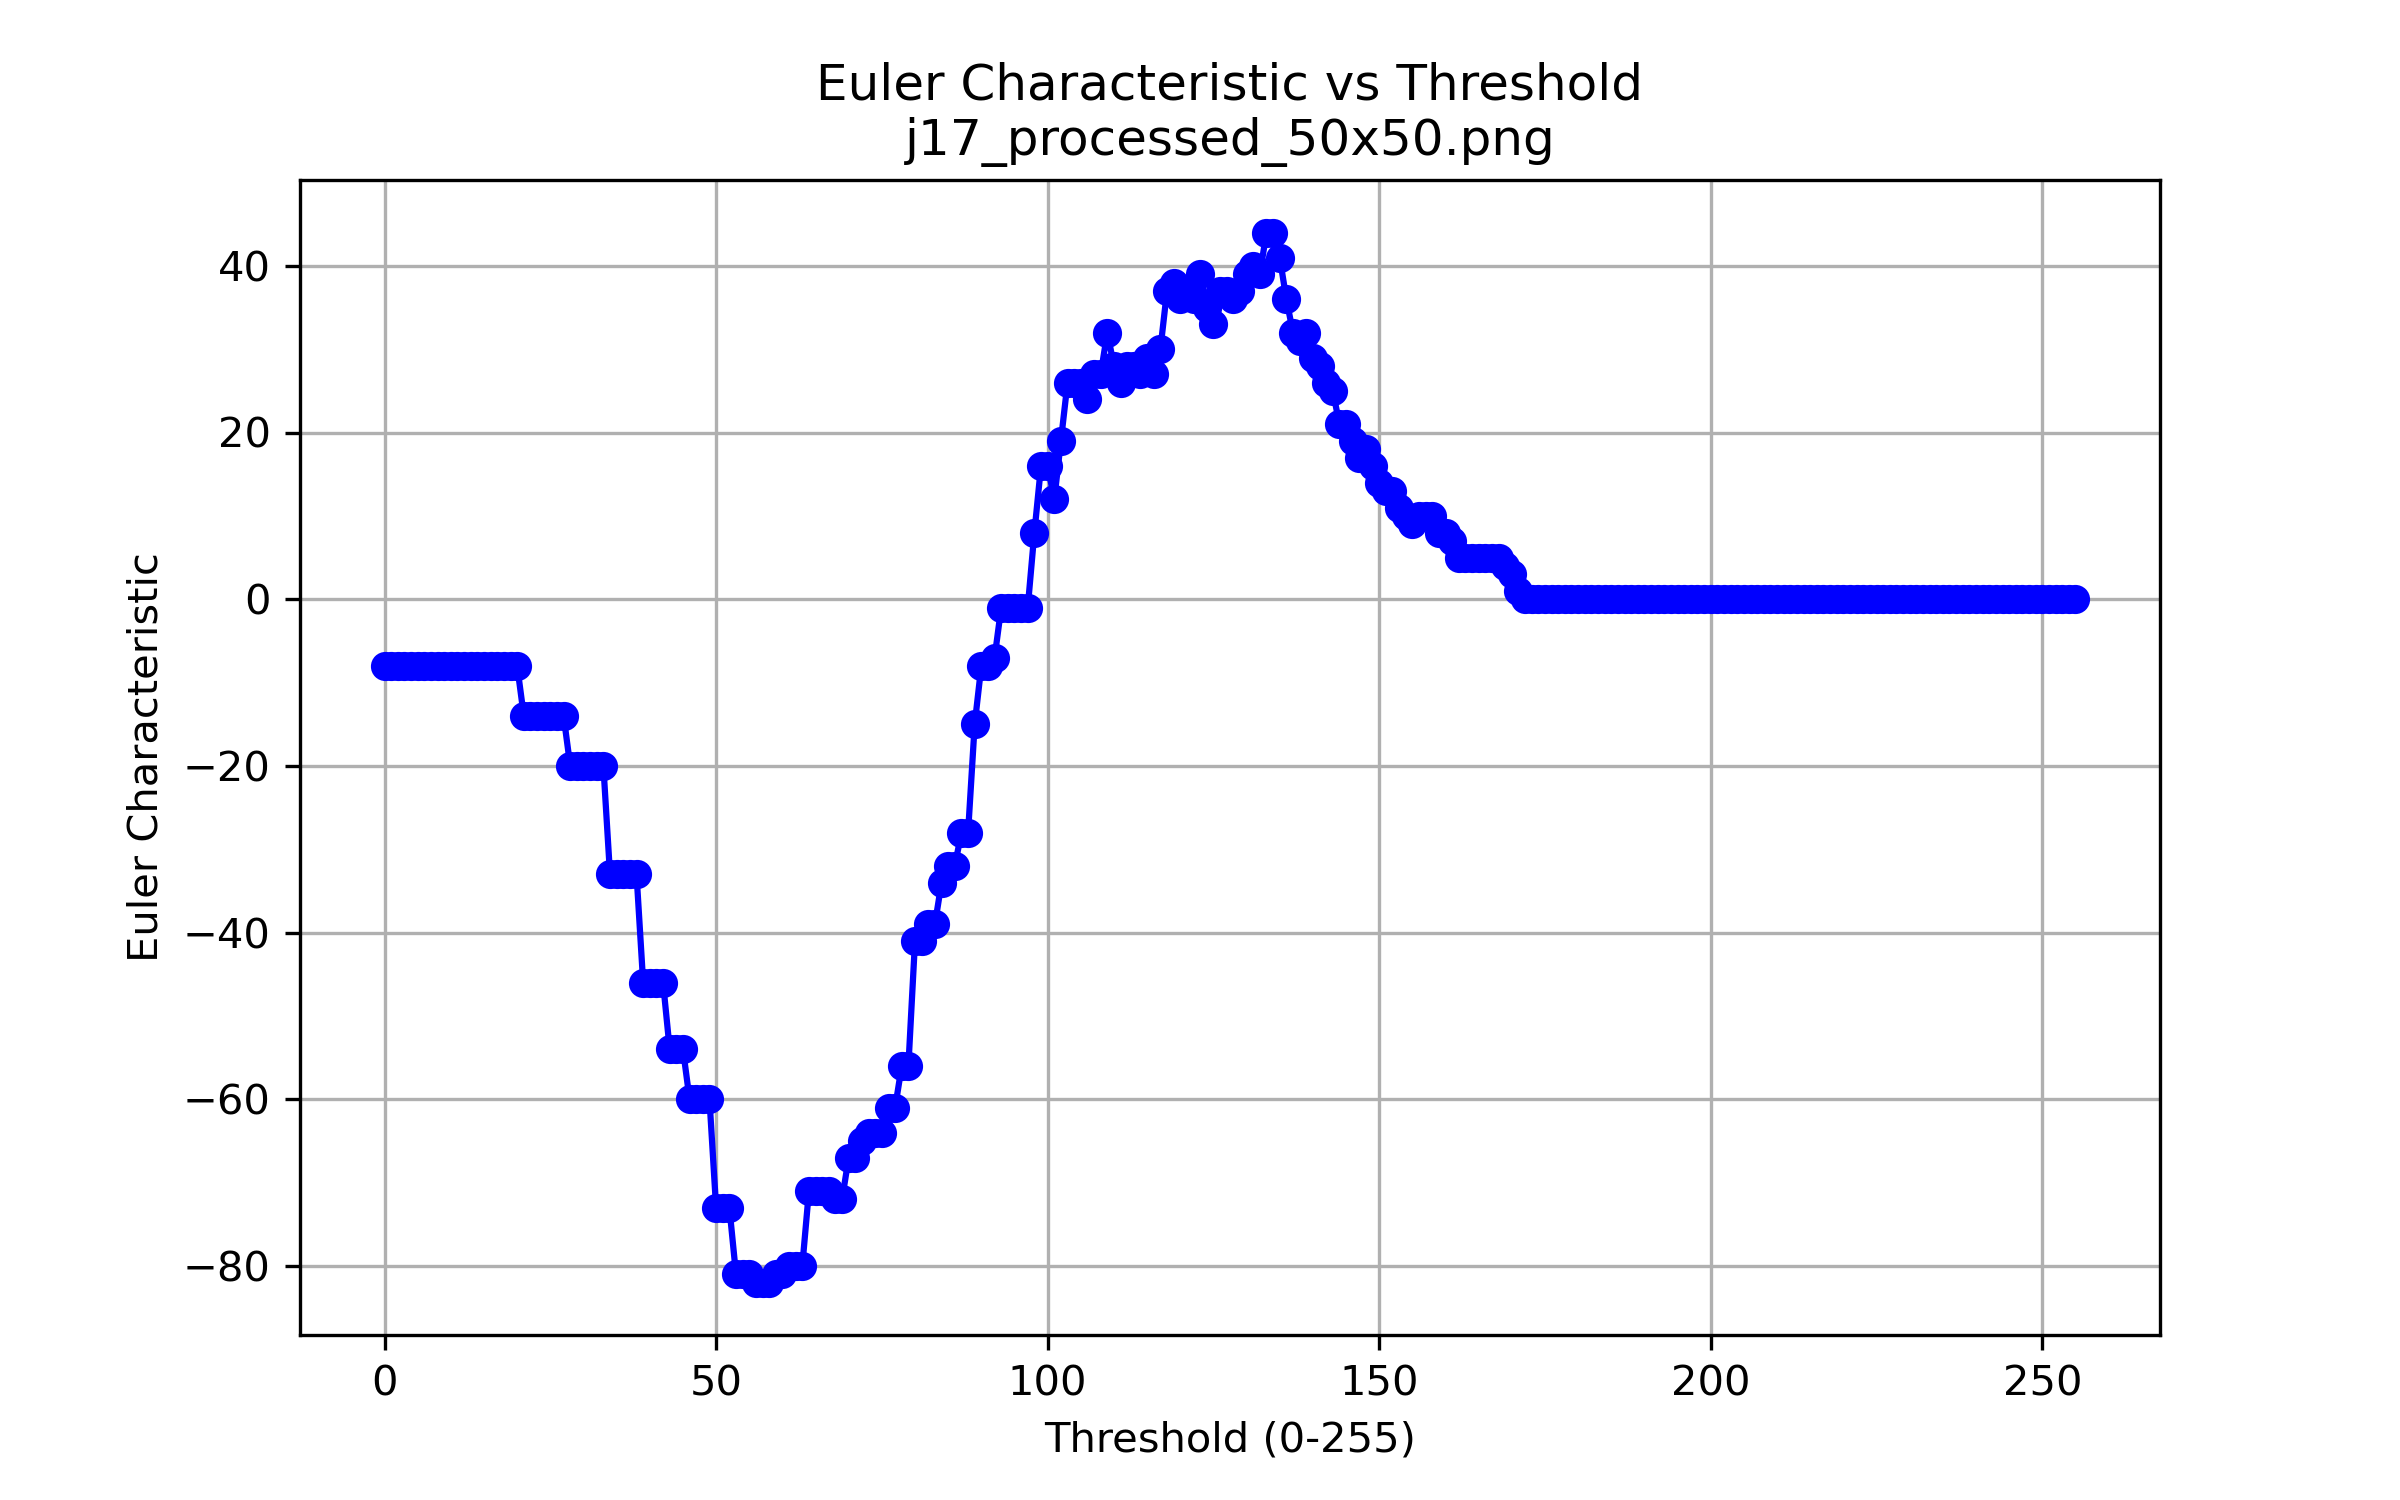 Euler Characteristic vs Threshold
j17_processed_50x50.png
Euler Characteristic
40
20
0
−20
−40
−60
−80
0 50 100 150 200 250
Threshold (0-255)